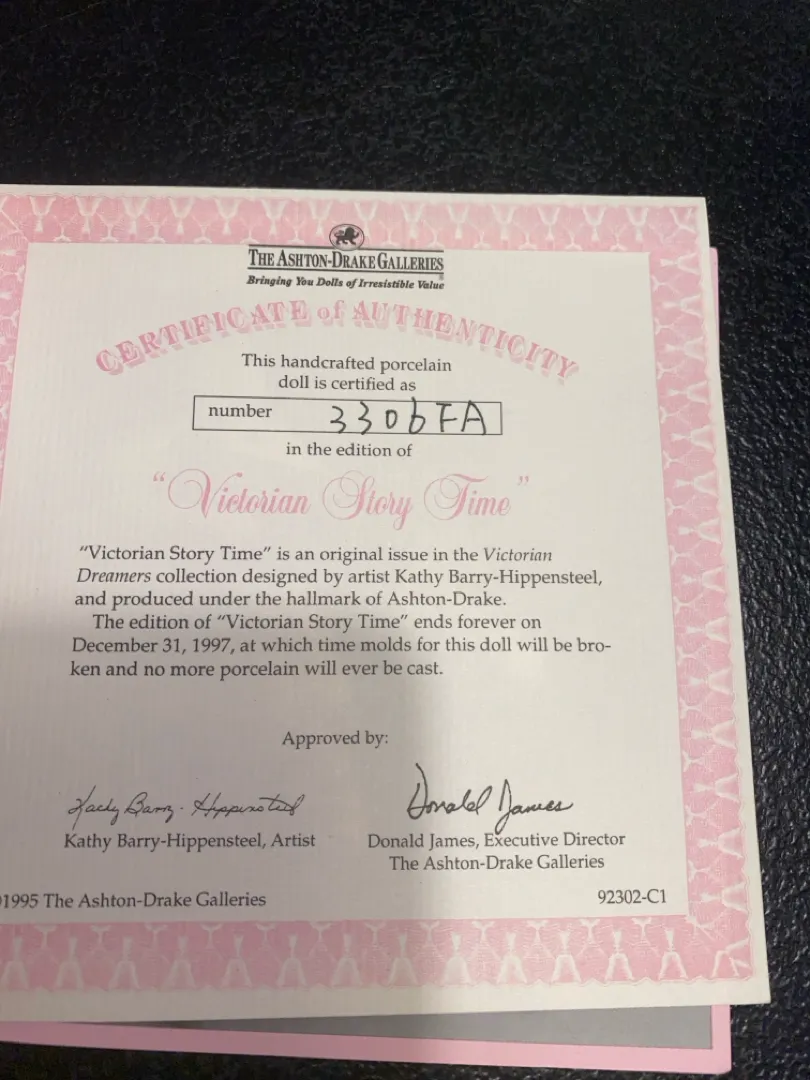 THE ASHTON-DRAKE GALLERIES
Bringing You Dolls of Irresistible Value
CERTIFICATE of AUTHENTICITY
This handcrafted porcelain
doll is certified as
number 3306FA
in the edition of
“Victorian Story Time”
“Victorian Story Time” is an original issue in the Victorian
Dreamers collection designed by artist Kathy Barry-Hippensteel,
and produced under the hallmark of Ashton-Drake.
The edition of “Victorian Story Time” ends forever on
December 31, 1997, at which time molds for this doll will be bro-
ken and no more porcelain will ever be cast.
Approved by:
Kathy Barry-Hippensteel Donald James
Kathy Barry-Hippensteel, Artist Donald James, Executive Director
The Ashton-Drake Galleries
©1995 The Ashton-Drake Galleries 92302-C1